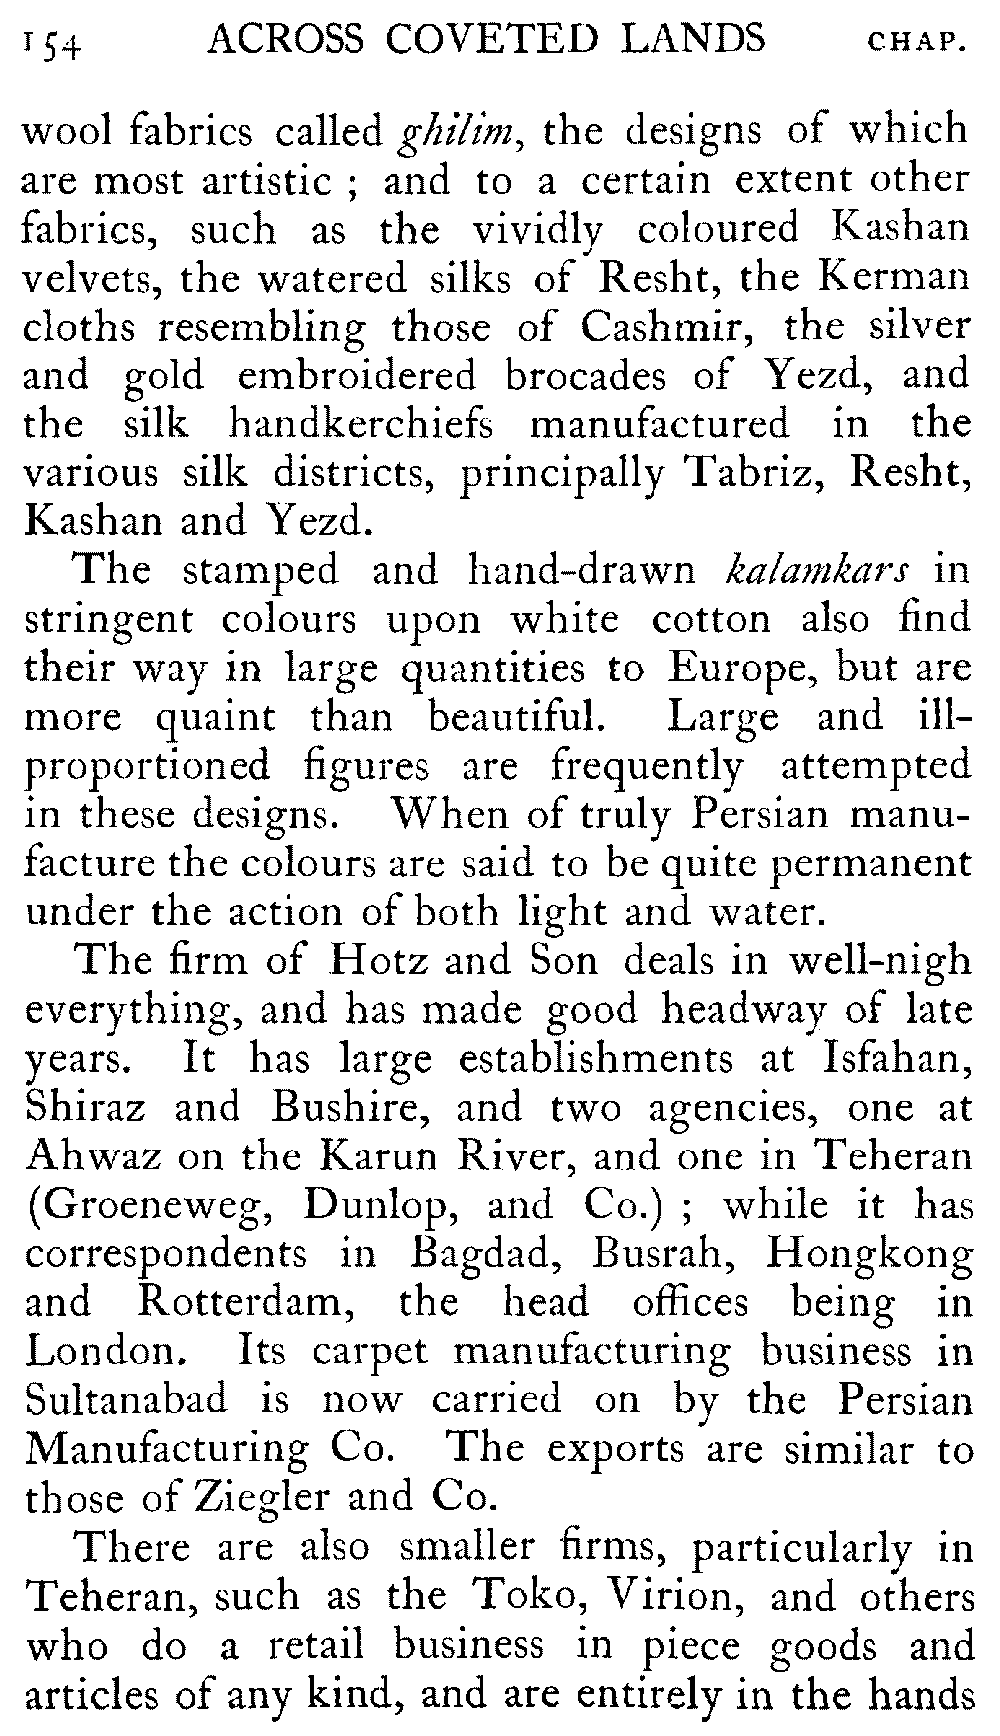 154 ACROSS COVETED LANDS CHAP.
wool fabrics called ghilim, the designs of which
are most artistic ; and to a certain extent other
fabrics, such as the vividly coloured Kashan
velvets, the watered silks of Resht, the Kerman
cloths resembling those of Cashmir, the silver
and gold embroidered brocades of Yezd, and
the silk handkerchiefs manufactured in the
various silk districts, principally Tabriz, Resht,
Kashan and Yezd.
The stamped and hand-drawn kalamkars in
stringent colours upon white cotton also find
their way in large quantities to Europe, but are
more quaint than beautiful. Large and ill-
proportioned figures are frequently attempted
in these designs. When of truly Persian manu-
facture the colours are said to be quite permanent
under the action of both light and water.
The firm of Hotz and Son deals in well-nigh
everything, and has made good headway of late
years. It has large establishments at Isfahan,
Shiraz and Bushire, and two agencies, one at
Ahwaz on the Karun River, and one in Teheran
(Groeneweg, Dunlop, and Co.) ; while it has
correspondents in Bagdad, Busrah, Hongkong
and Rotterdam, the head offices being in
London. Its carpet manufacturing business in
Sultanabad is now carried on by the Persian
Manufacturing Co. The exports are similar to
those of Ziegler and Co.
There are also smaller firms, particularly in
Teheran, such as the Toko, Virion, and others
who do a retail business in piece goods and
articles of any kind, and are entirely in the hands